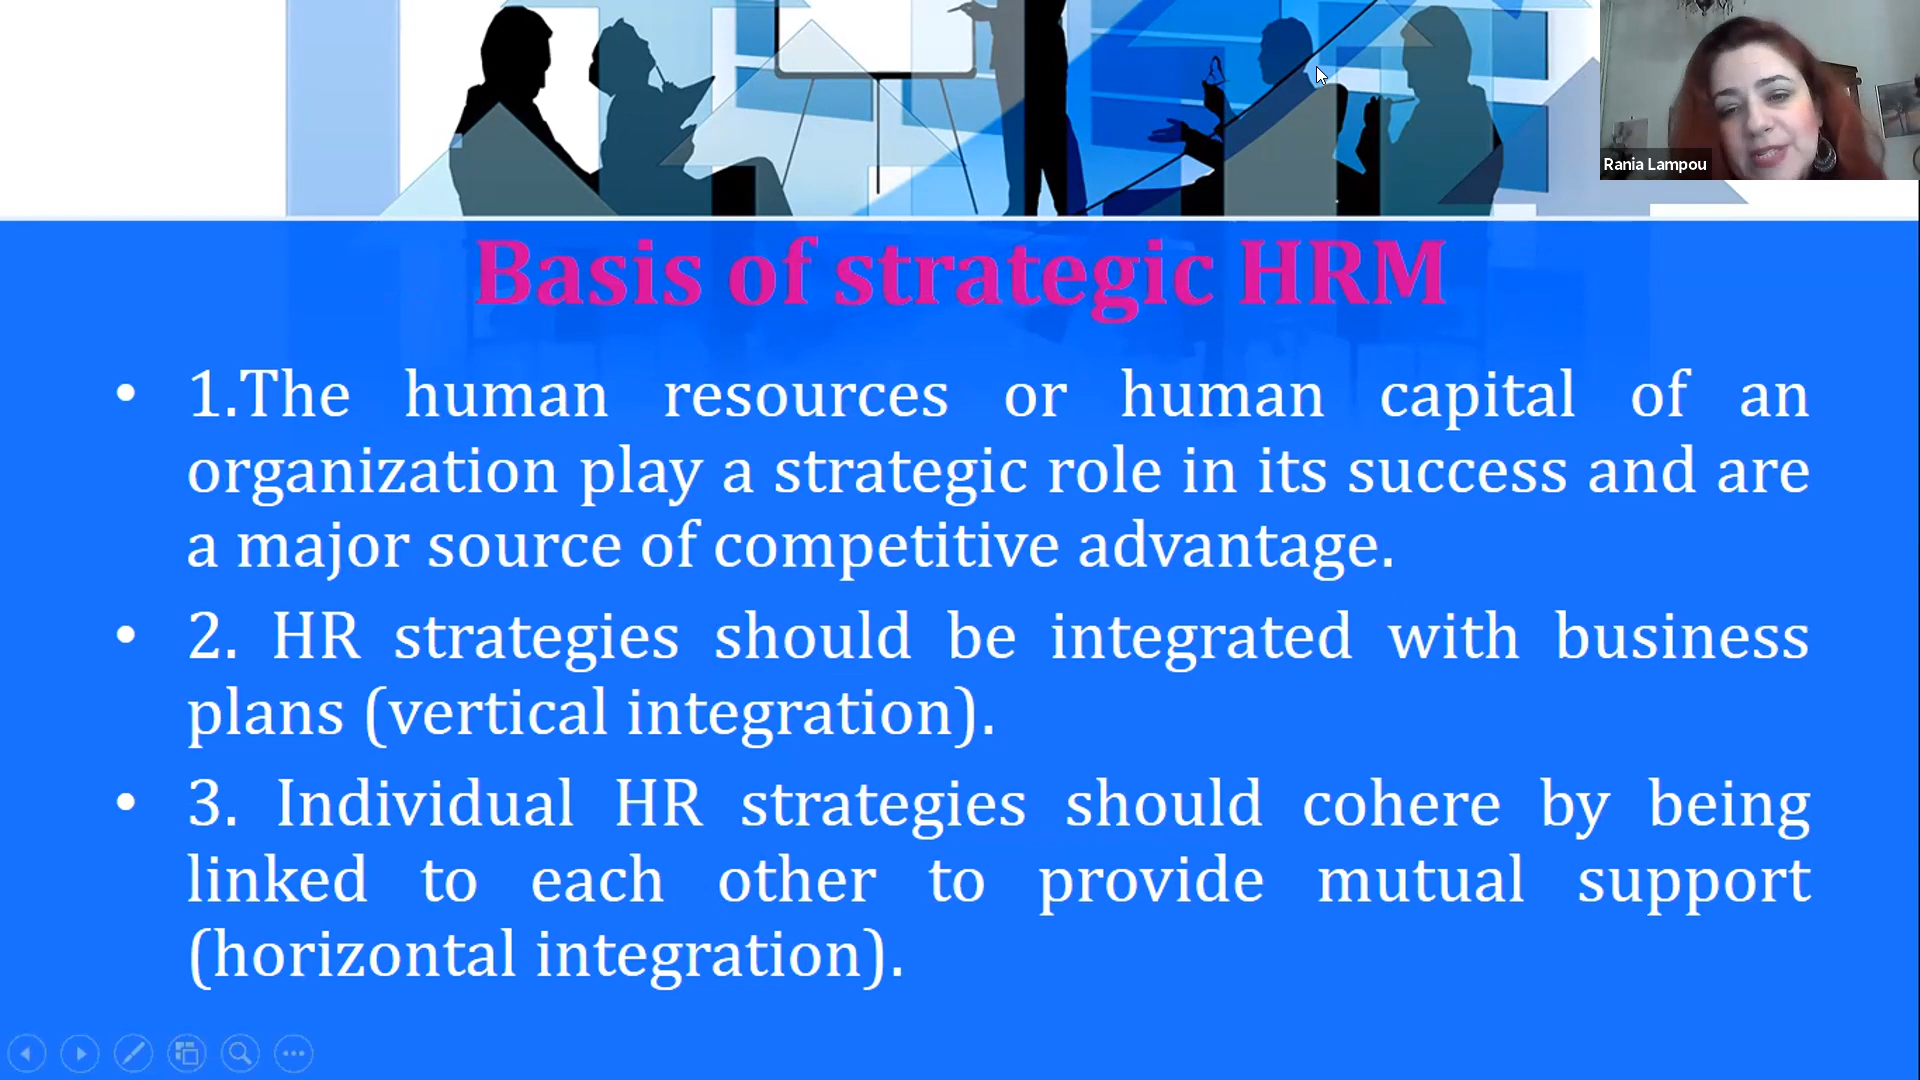 Rania Lampou
Basis of strategic HRM
• 1.The human resources or human capital of an
organization play a strategic role in its success and are
a major source of competitive advantage.
• 2. HR strategies should be integrated with business
plans (vertical integration).
• 3. Individual HR strategies should cohere by being
linked to each other to provide mutual support
(horizontal integration).